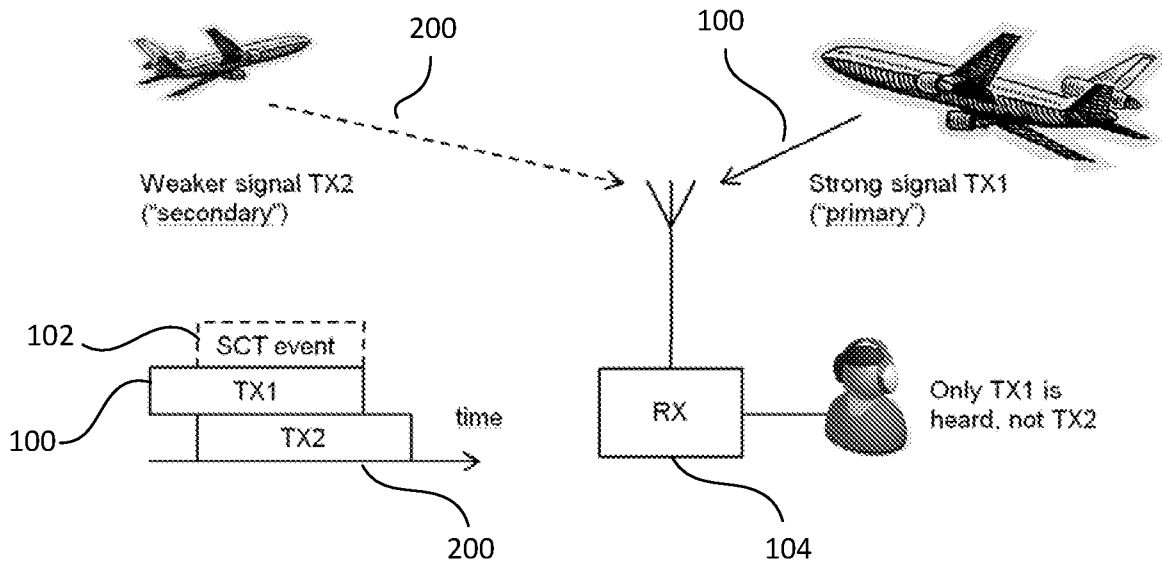 200
100
Weaker signal TX2
("secondary")
Strong signal TX1
("primary")
102
SCT event
TX1
100
TX2
time
200
RX
104
Only TX1 is
heard, not TX2